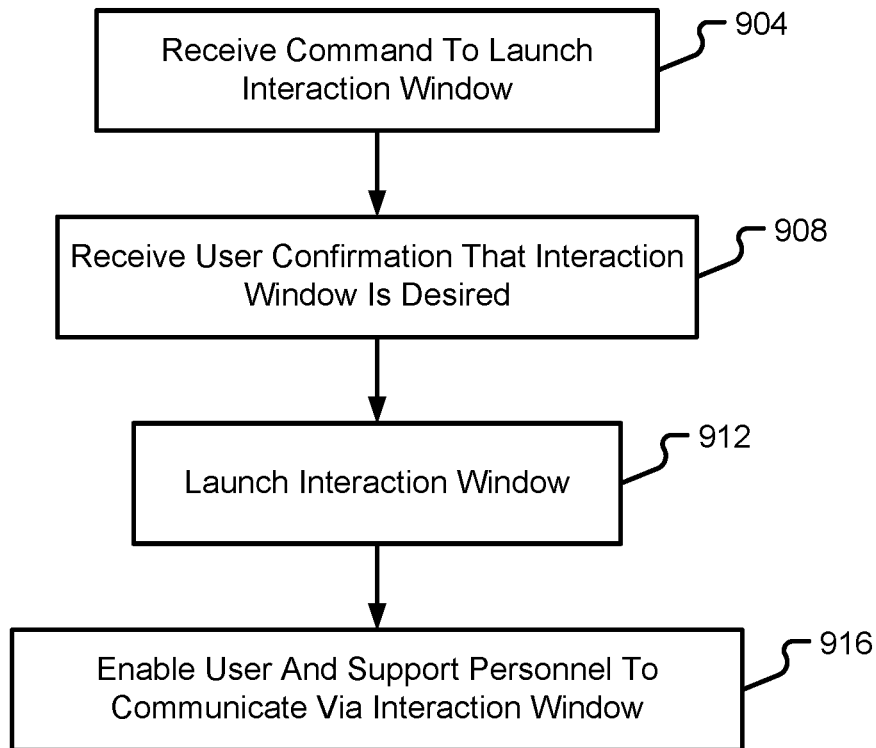 Receive Command To Launch
Interaction Window
904
Receive User Confirmation That Interaction
Window Is Desired
908
Launch Interaction Window
912
Enable User And Support Personnel To
Communicate Via Interaction Window
916